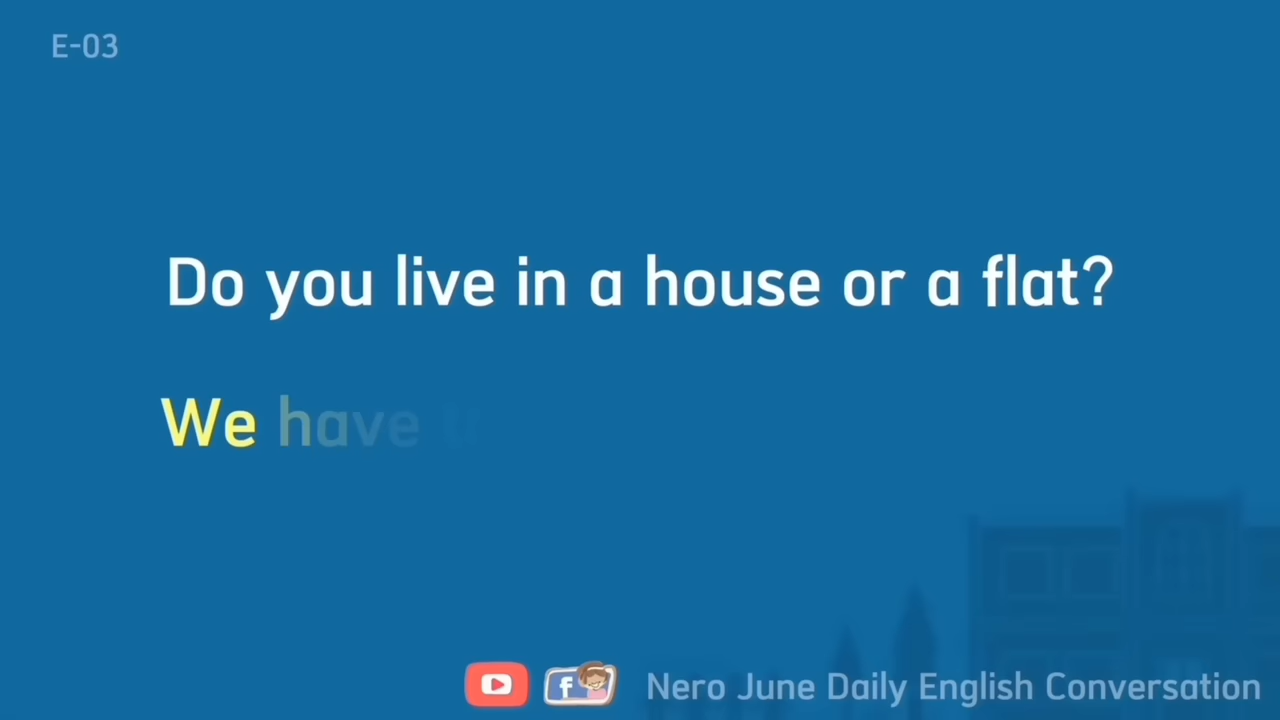 E-03
Do you live in a house or a flat?
We have
Nero June Daily English Conversation